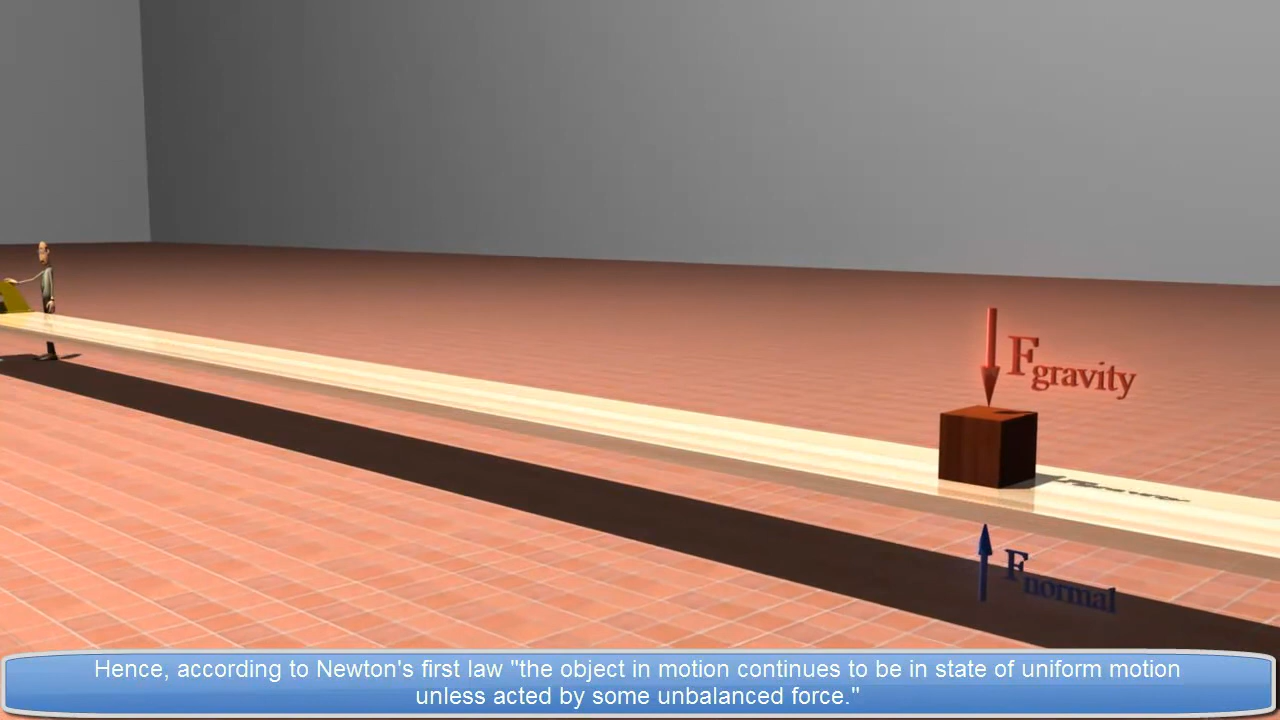 Fgravity
Fnormal
Hence, according to Newton's first law "the object in motion continues to be in state of uniform motion
unless acted by some unbalanced force."